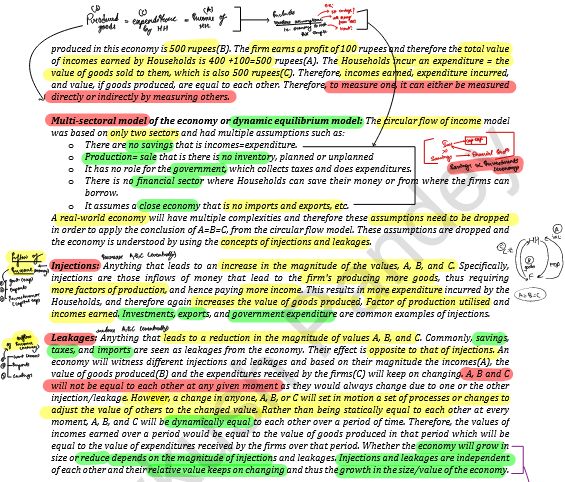 Produced goods = expenditure by HH = Income of HH
(B) (C) (A)
produced in this economy is 500 rupees(B). The firm earns a profit of 100 rupees and therefore the total value
of incomes earned by Households is 400 +100=500 rupees(A). The Households incur an expenditure = the
value of goods sold to them, which is also 500 rupees(C). Therefore, incomes earned, expenditure incurred,
and value, if goods produced, are equal to each other. Therefore, to measure one, it can either be measured
directly or indirectly by measuring others.
Multi-sectoral model of the economy or dynamic equilibrium model: The circular flow of income model
was based on only two sectors and had multiple assumptions such as:
o There are no savings that is incomes=expenditure.
o Production= sale that is there is no inventory, planned or unplanned
o It has no role for the government, which collects taxes and does expenditures.
o There is no financial sector where Households can save their money or from where the firms can
borrow.
o It assumes a close economy that is no imports and exports, etc.
A real-world economy will have multiple complexities and therefore these assumptions need to be dropped
in order to apply the conclusion of A=B=C, from the circular flow model. These assumptions are dropped and
the economy is understood by using the concepts of injections and leakages.
A=B=C
Injections: Anything that leads to an increase in the magnitude of the values, A, B, and C. Specifically,
injections are those inflows of money that lead to the firm's producing more goods, thus requiring
more factors of production, and hence paying more income. This results in more expenditure incurred by the
Households, and therefore again increases the value of goods produced, Factor of production utilised and
incomes earned. Investments, exports, and government expenditure are common examples of injections.
Leakages: Anything that leads to a reduction in the magnitude of values A, B, and C. Commonly, savings,
taxes, and imports are seen as leakages from the economy. Their effect is opposite to that of injections. An
economy will witness different injections and leakages and based on their magnitude the incomes(A), the
value of goods produced(B) and the expenditures received by the firms(C) will keep on changing. A, B and C
will not be equal to each other at any given moment as they would always change due to one or the other
injection/leakage. However, a change in anyone, A, B, or C will set in motion a set of processes or changes to
adjust the value of others to the changed value. Rather than being statically equal to each other at every
moment, A, B, and C will be dynamically equal to each other over a period of time. Therefore, the values of
incomes earned over a period would be equal to the value of goods produced in that period which will be
equal to the value of expenditures received by the firms over that period. Whether the economy will grow in
size or reduce depends on the magnitude of injections and leakages. Injections and leakages are independent
of each other and their relative value keeps on changing and thus the growth in the size/value of the economy.